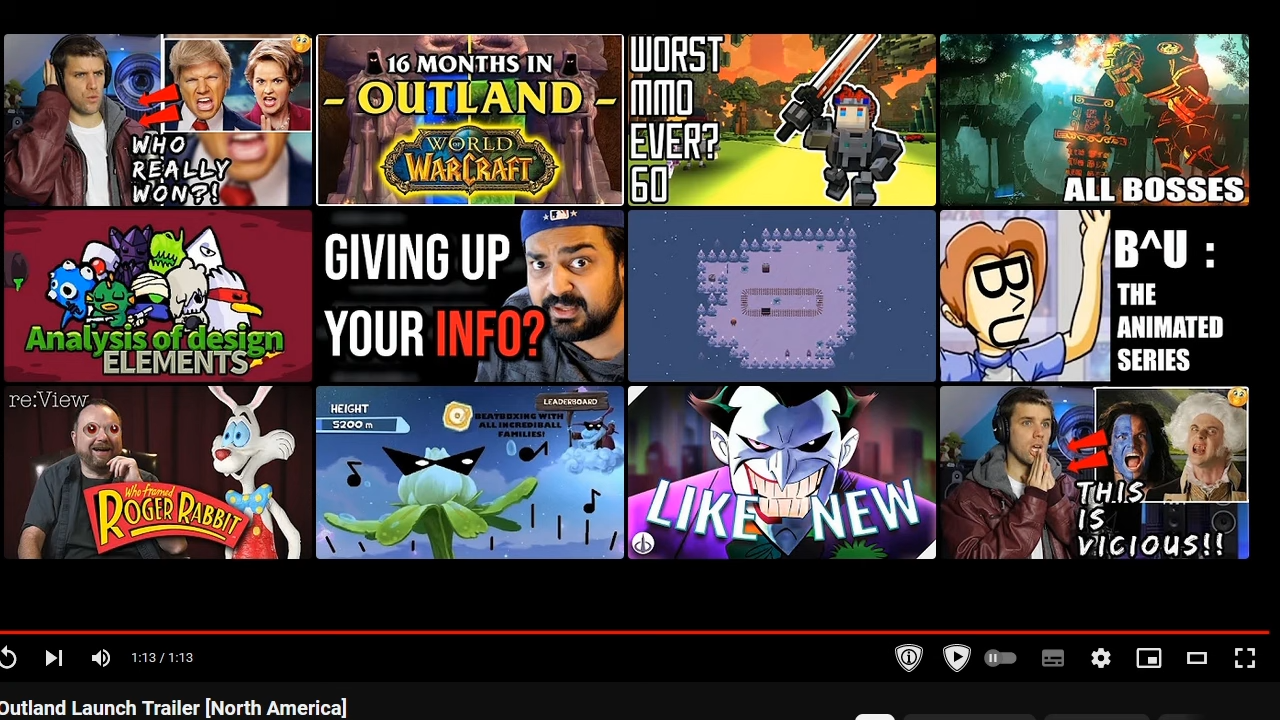 WHO
REALLY
WON?!
16 MONTHS IN
- OUTLAND -
WORLD
OF
WARCRAFT
WORST
MMO
EVER?
60
ALL BOSSES
Analysis of design
ELEMENTS
GIVING UP
YOUR INFO?
B^U :
THE
ANIMATED
SERIES
B^U
re:View
Who framed
ROGER RABBIT
HEIGHT
5200 m
LEADERBOARD
BEATBOXING WITH
ALL INCREDIBALL
FAMILIES!
LIKE NEW
THIS
IS
VICIOUS!!
1:13 / 1:13
Outland Launch Trailer [North America]